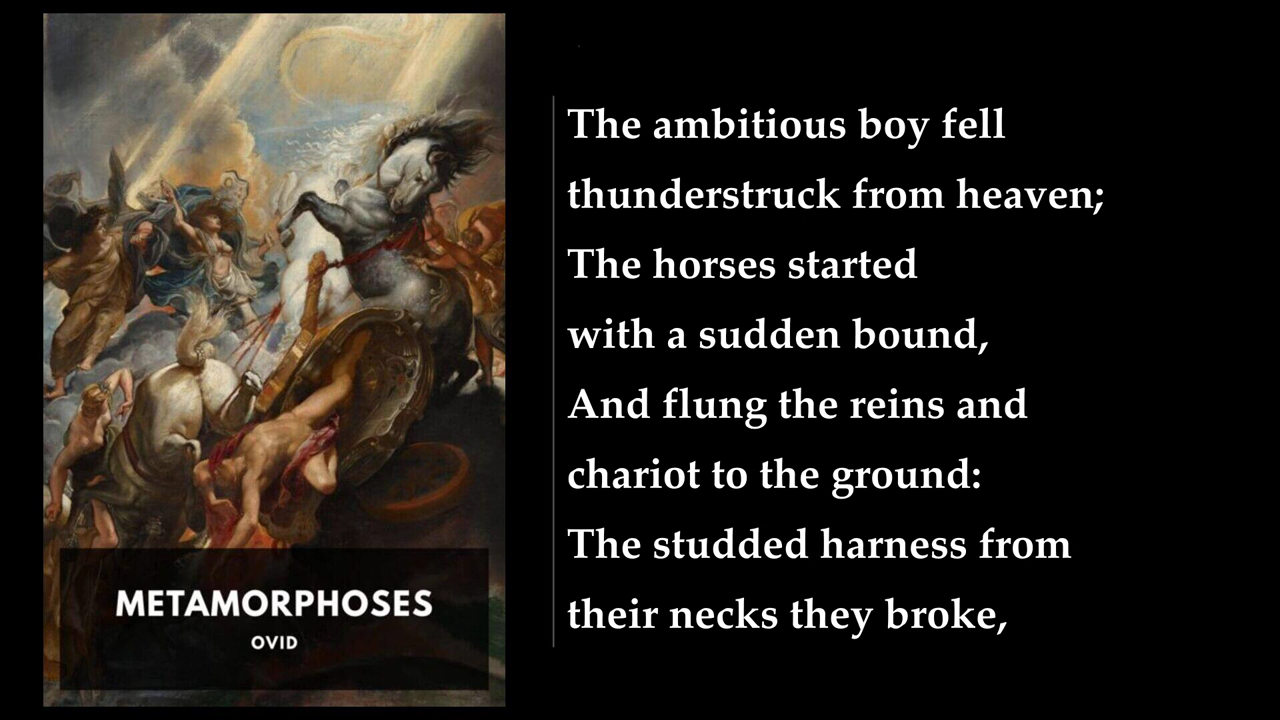 METAMORPHOSES
OVID
The ambitious boy fell
thunderstruck from heaven;
The horses started
with a sudden bound,
And flung the reins and
chariot to the ground:
The studded harness from
their necks they broke,